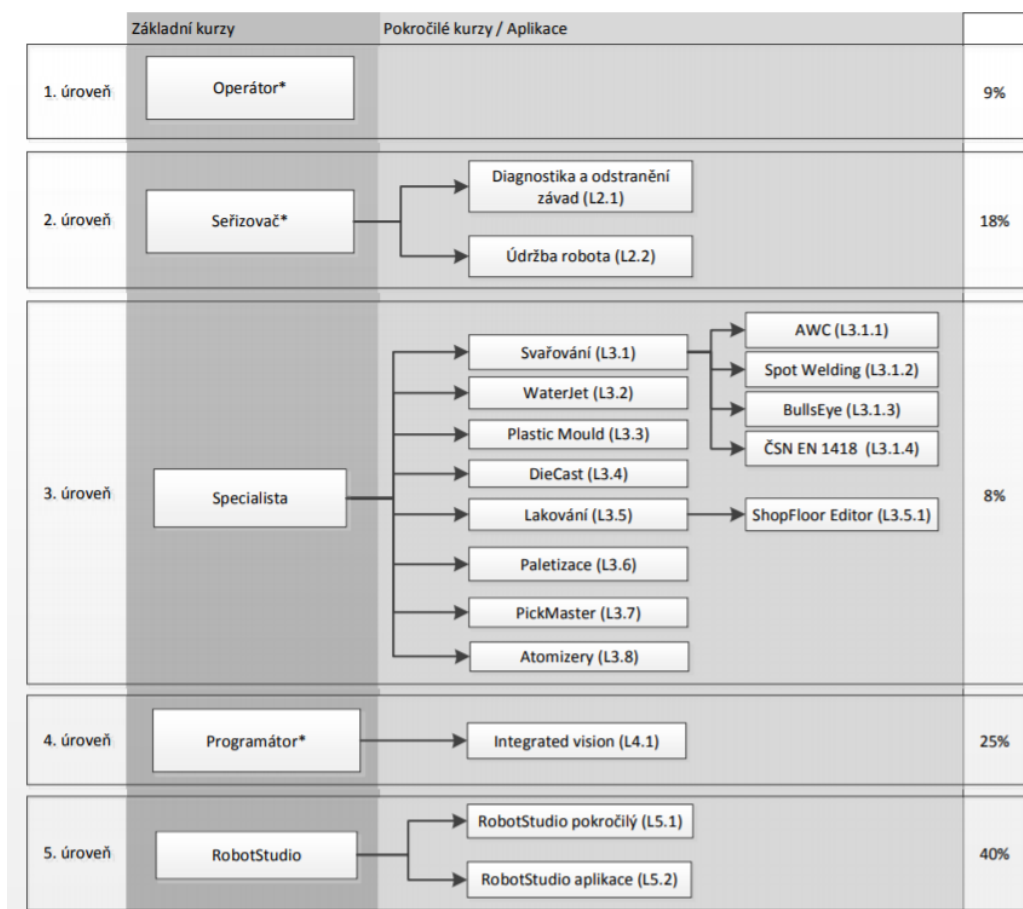 Základní kurzy
Pokročilé kurzy / Aplikace
1. úroveň
Operátor*
9%
2. úroveň
Seřizovač*
Diagnostika a odstranění
závad (L2.1)
Údržba robota (L2.2)
18%
3. úroveň
Specialista
Svařování (L3.1)
WaterJet (L3.2)
Plastic Mould (L3.3)
DieCast (L3.4)
Lakování (L3.5)
Paletizace (L3.6)
PickMaster (L3.7)
Atomizery (L3.8)
AWC (L3.1.1)
Spot Welding (L3.1.2)
BullsEye (L3.1.3)
ČSN EN 1418 (L3.1.4)
ShopFloor Editor (L3.5.1)
8%
4. úroveň
Programátor*
Integrated vision (L4.1)
25%
5. úroveň
RobotStudio
RobotStudio pokročilý (L5.1)
RobotStudio aplikace (L5.2)
40%